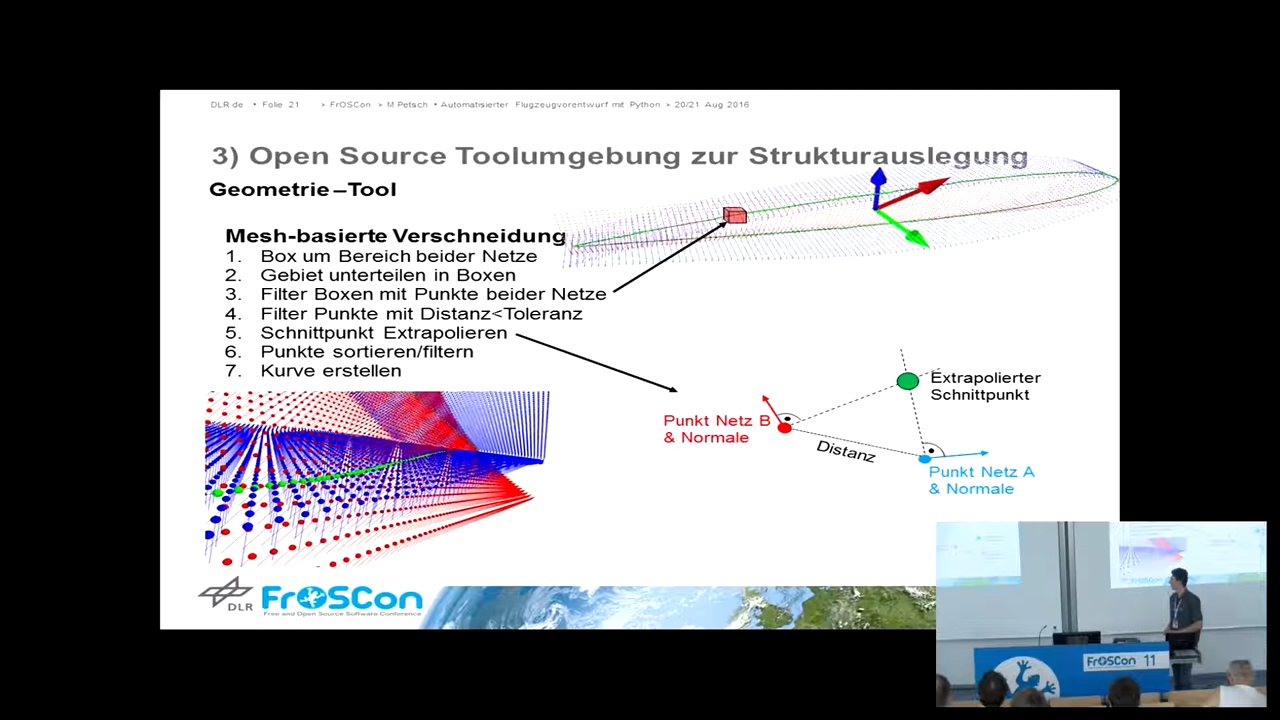 DLR.de • Folie 21 > FrOSCon > M Petsch • Automatisierter Flugzeugvorentwurf mit Python > 20/21 Aug 2016
3) Open Source Toolumgebung zur Strukturauslegung
Geometrie–Tool
Mesh-basierte Verschneidung
1. Box um Bereich beider Netze
2. Gebiet unterteilen in Boxen
3. Filter Boxen mit Punkte beider Netze
4. Filter Punkte mit Distanz<Toleranz
5. Schnittpunkt Extrapolieren
6. Punkte sortieren/filtern
7. Kurve erstellen
Extrapolierter
Schnittpunkt
Punkt Netz B
& Normale
Distanz
Punkt Netz A
& Normale
DLR
FrOSCon
Free and Open Source Software Conference
FrOSCon 11